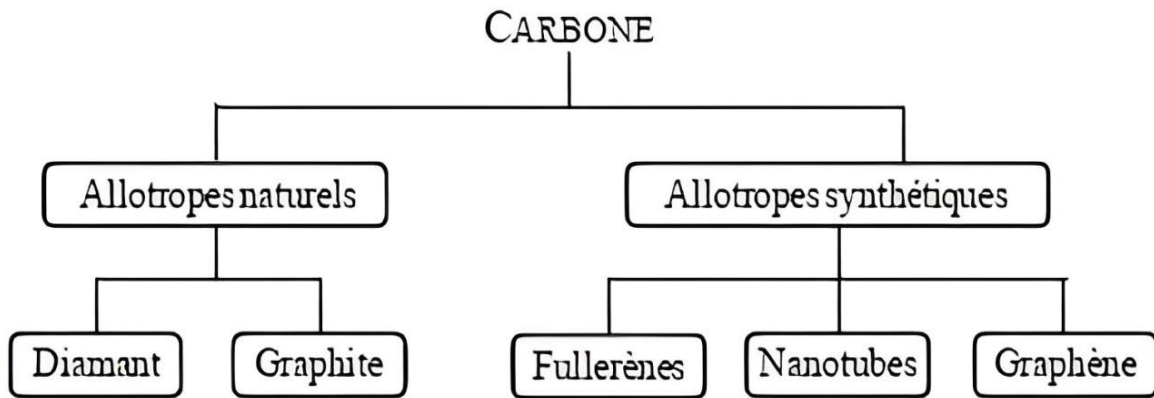 CARBONE
Allotropes naturels
Allotropes synthétiques
Diamant
Graphite
Fullerènes
Nanotubes
Graphène